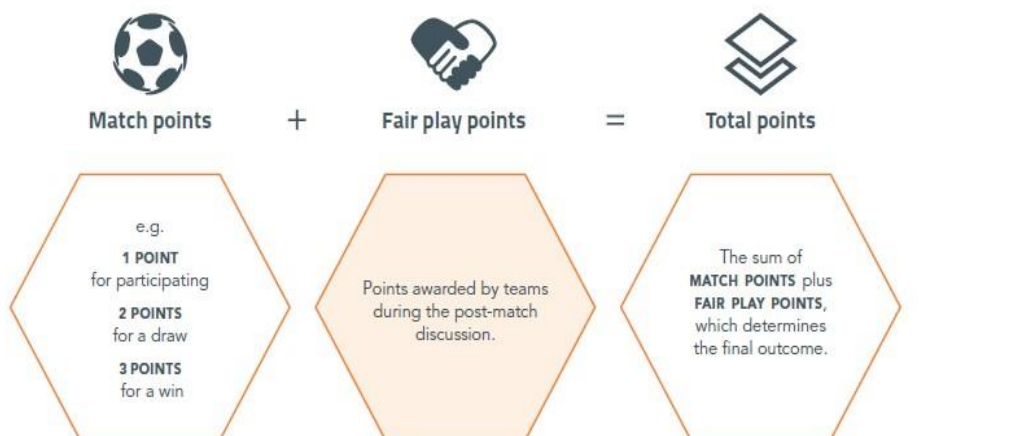 Match points + Fair play points = Total points
e.g.
1 POINT
for participating
2 POINTS
for a draw
3 POINTS
for a win
Points awarded by teams
during the post-match
discussion.
The sum of
MATCH POINTS plus
FAIR PLAY POINTS,
which determines
the final outcome.